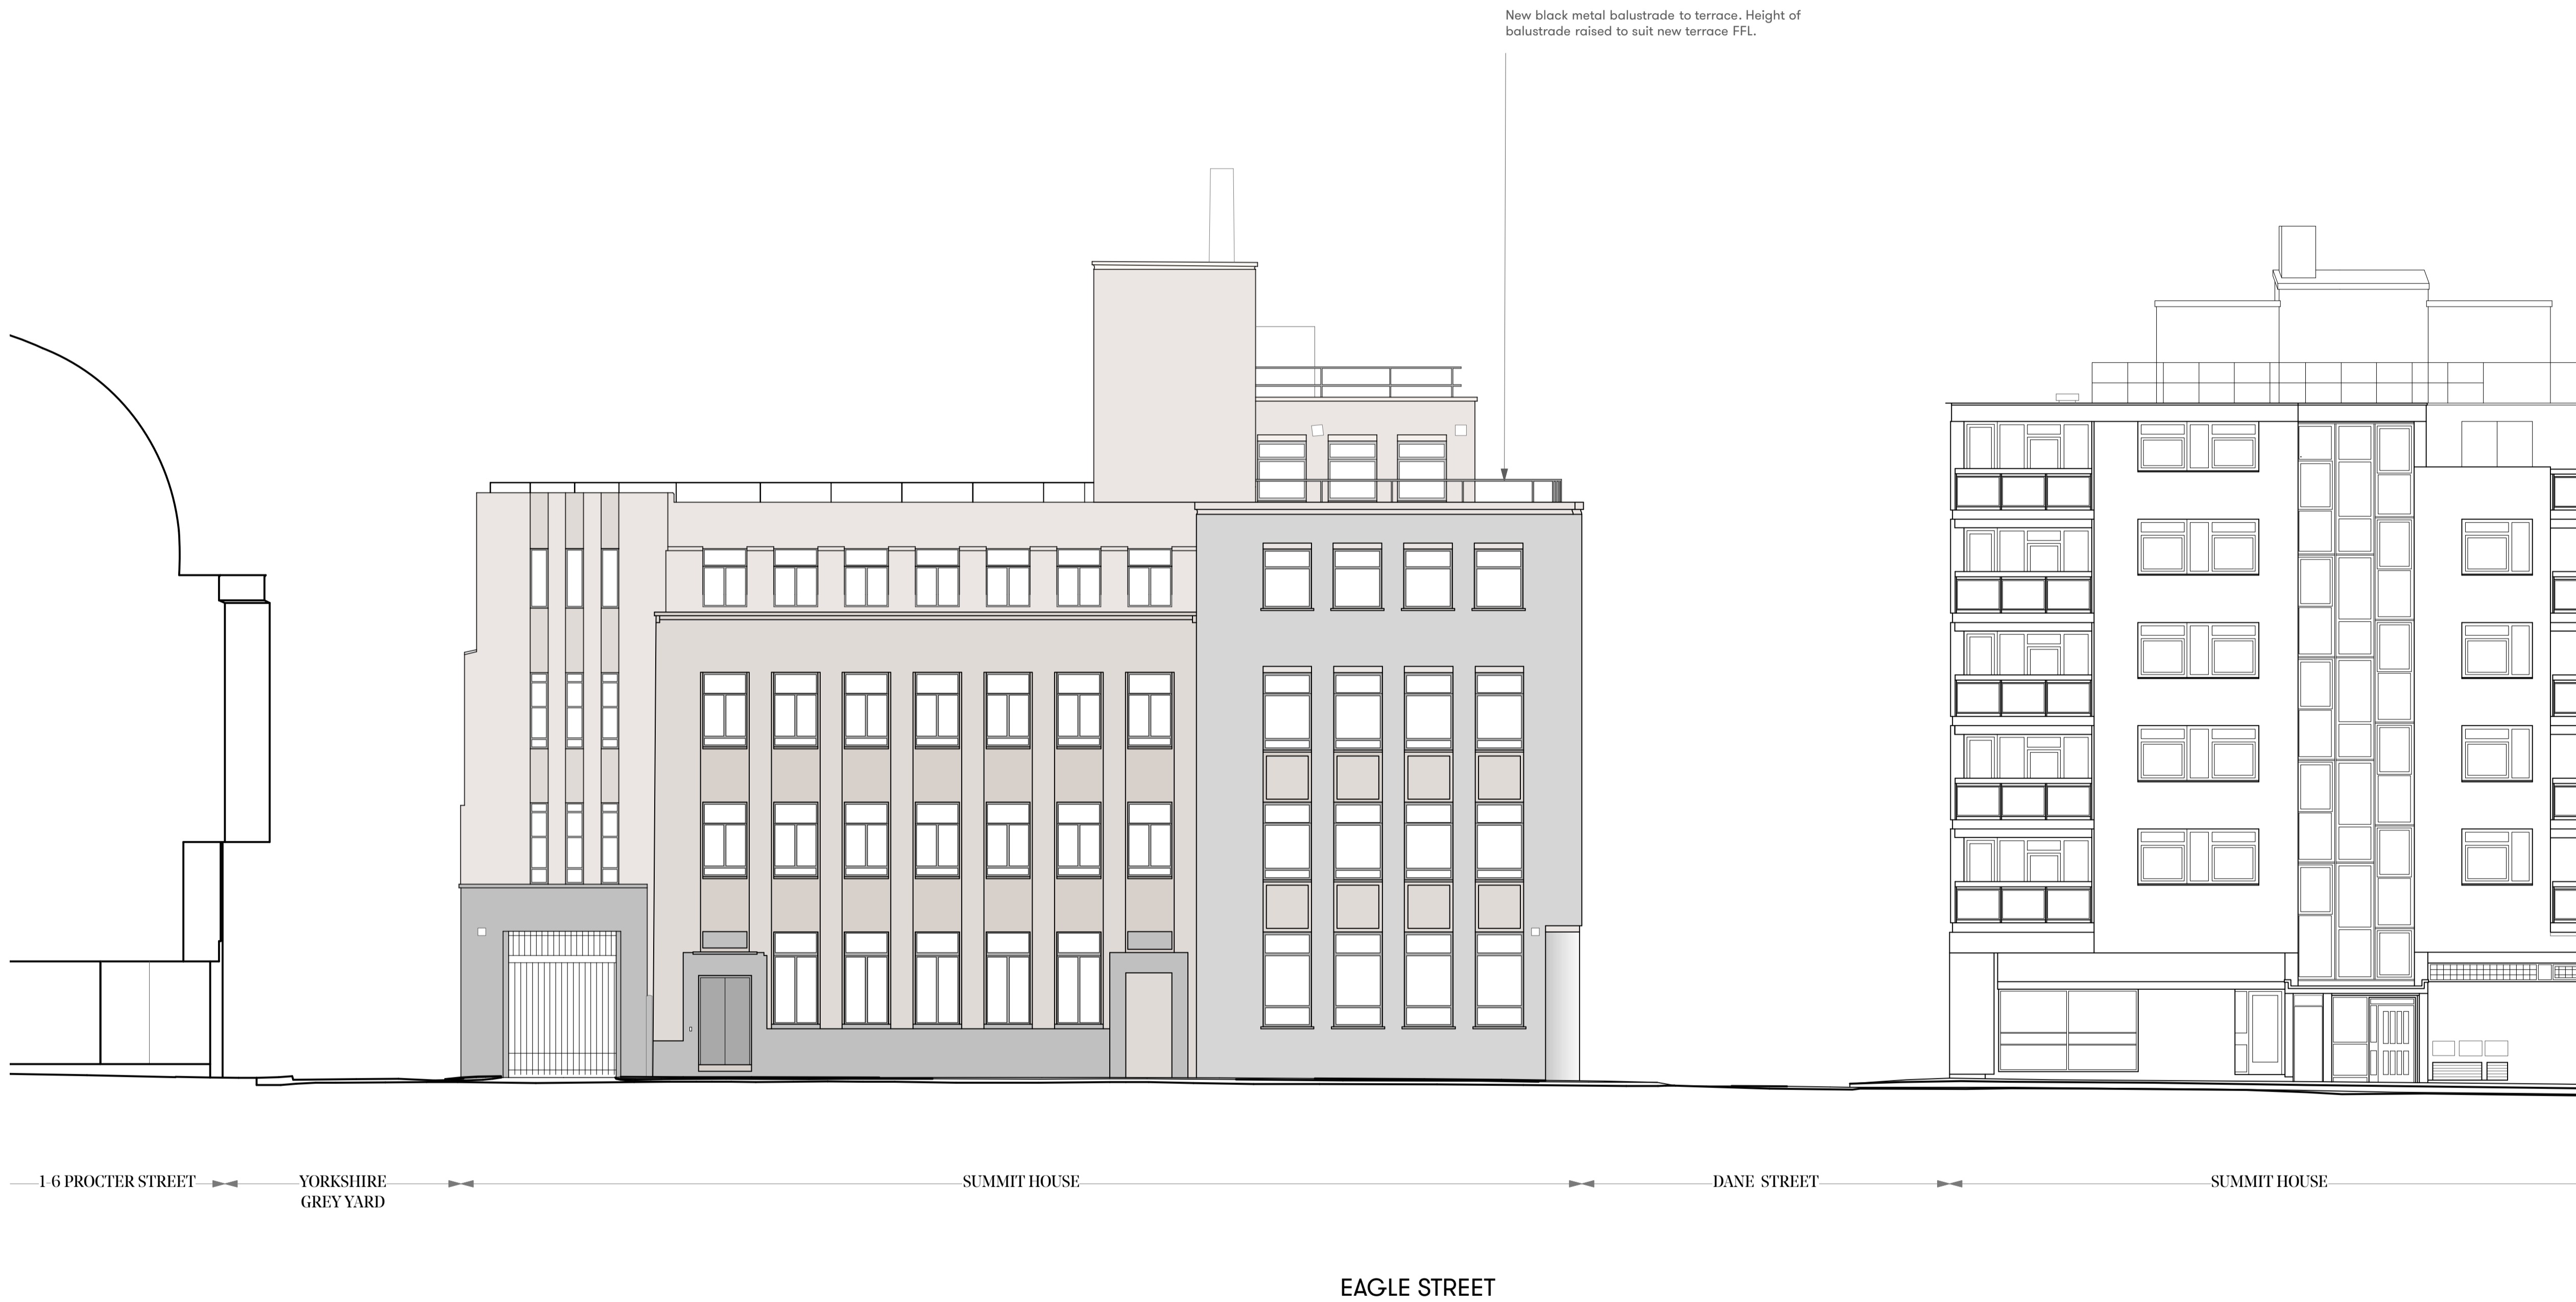 New black metal balustrade to terrace. Height of
balustrade raised to suit new terrace FFL.
1-6 PROCTER STREET
YORKSHIRE
GREY YARD
SUMMIT HOUSE
DANE STREET
SUMMIT HOUSE
EAGLE STREET